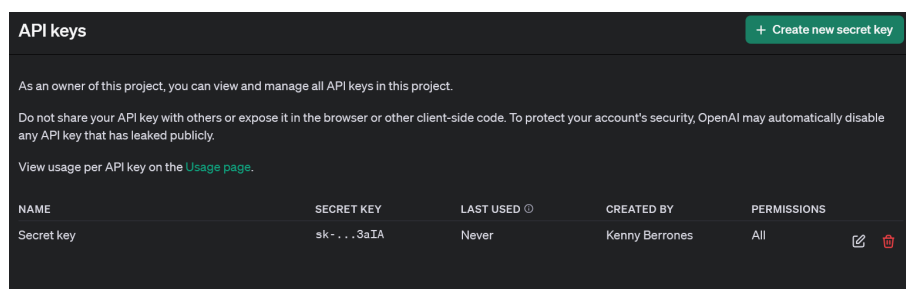 API keys
+ Create new secret key
As an owner of this project, you can view and manage all API keys in this project.
Do not share your API key with others or expose it in the browser or other client-side code. To protect your account's security, OpenAI may automatically disable
any API key that has leaked publicly.
View usage per API key on the Usage page.
NAME SECRET KEY LAST USED CREATED BY PERMISSIONS
Secret key sk-...3aIA Never Kenny Berrones All